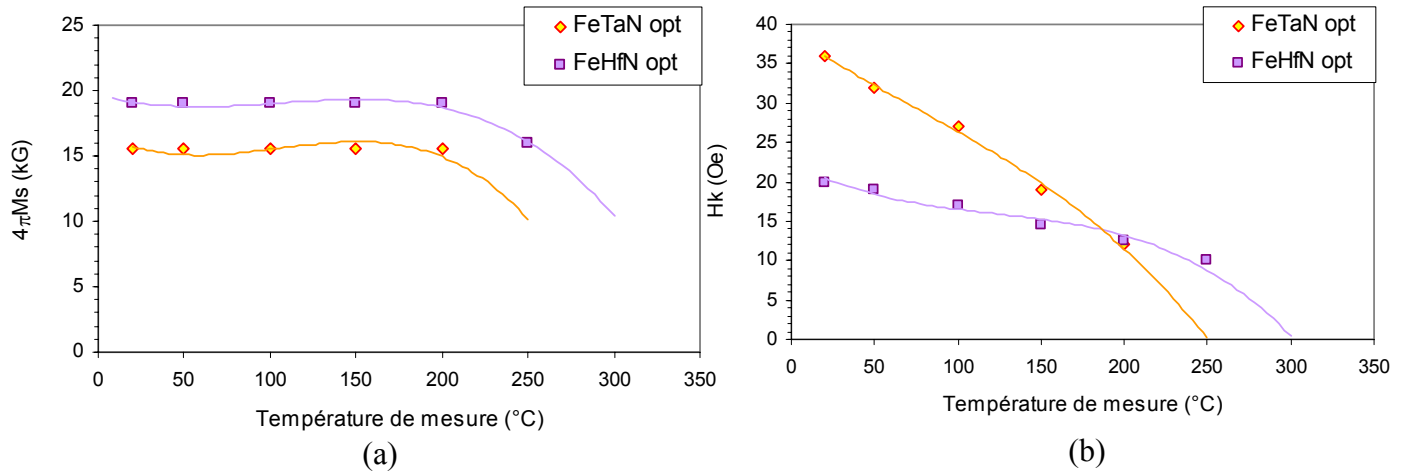 25
20
15
10
5
0
4πMs (kG)
0 50 100 150 200 250 300 350
Température de mesure (°C)
FeTaN opt
FeHfN opt
(a)
40
35
30
25
20
15
10
5
0
Hk (Oe)
0 50 100 150 200 250 300 350
Température de mesure (°C)
FeTaN opt
FeHfN opt
(b)